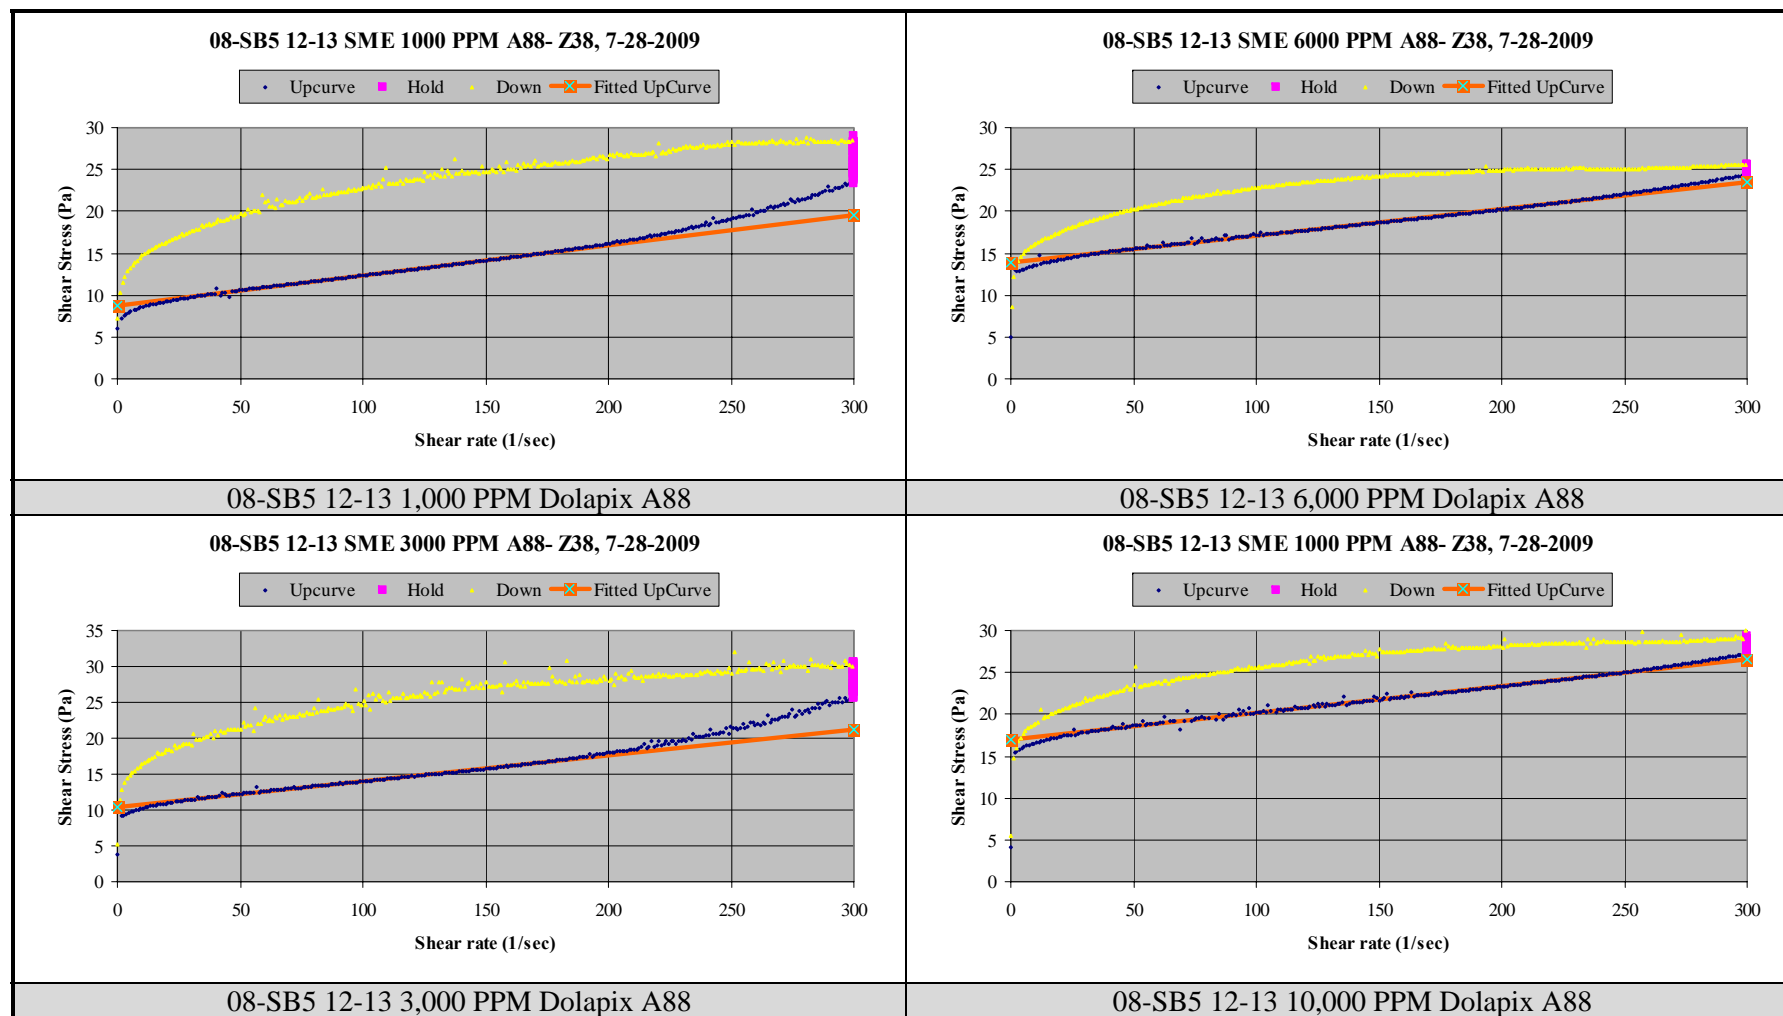 08-SB5 12-13 SME 1000 PPM A88- Z38, 7-28-2009
Upcurve Hold Down Fitted UpCurve
30
25
20
15
10
5
0
Shear Stress (Pa)
0 50 100 150 200 250 300
Shear rate (1/sec)
08-SB5 12-13 1,000 PPM Dolapix A88
08-SB5 12-13 SME 6000 PPM A88- Z38, 7-28-2009
Upcurve Hold Down Fitted UpCurve
30
25
20
15
10
5
0
Shear Stress (Pa)
0 50 100 150 200 250 300
Shear rate (1/sec)
08-SB5 12-13 6,000 PPM Dolapix A88
08-SB5 12-13 SME 3000 PPM A88- Z38, 7-28-2009
Upcurve Hold Down Fitted UpCurve
35
30
25
20
15
10
5
0
Shear Stress (Pa)
0 50 100 150 200 250 300
Shear rate (1/sec)
08-SB5 12-13 3,000 PPM Dolapix A88
08-SB5 12-13 SME 1000 PPM A88- Z38, 7-28-2009
Upcurve Hold Down Fitted UpCurve
30
25
20
15
10
5
0
Shear Stress (Pa)
0 50 100 150 200 250 300
Shear rate (1/sec)
08-SB5 12-13 10,000 PPM Dolapix A88